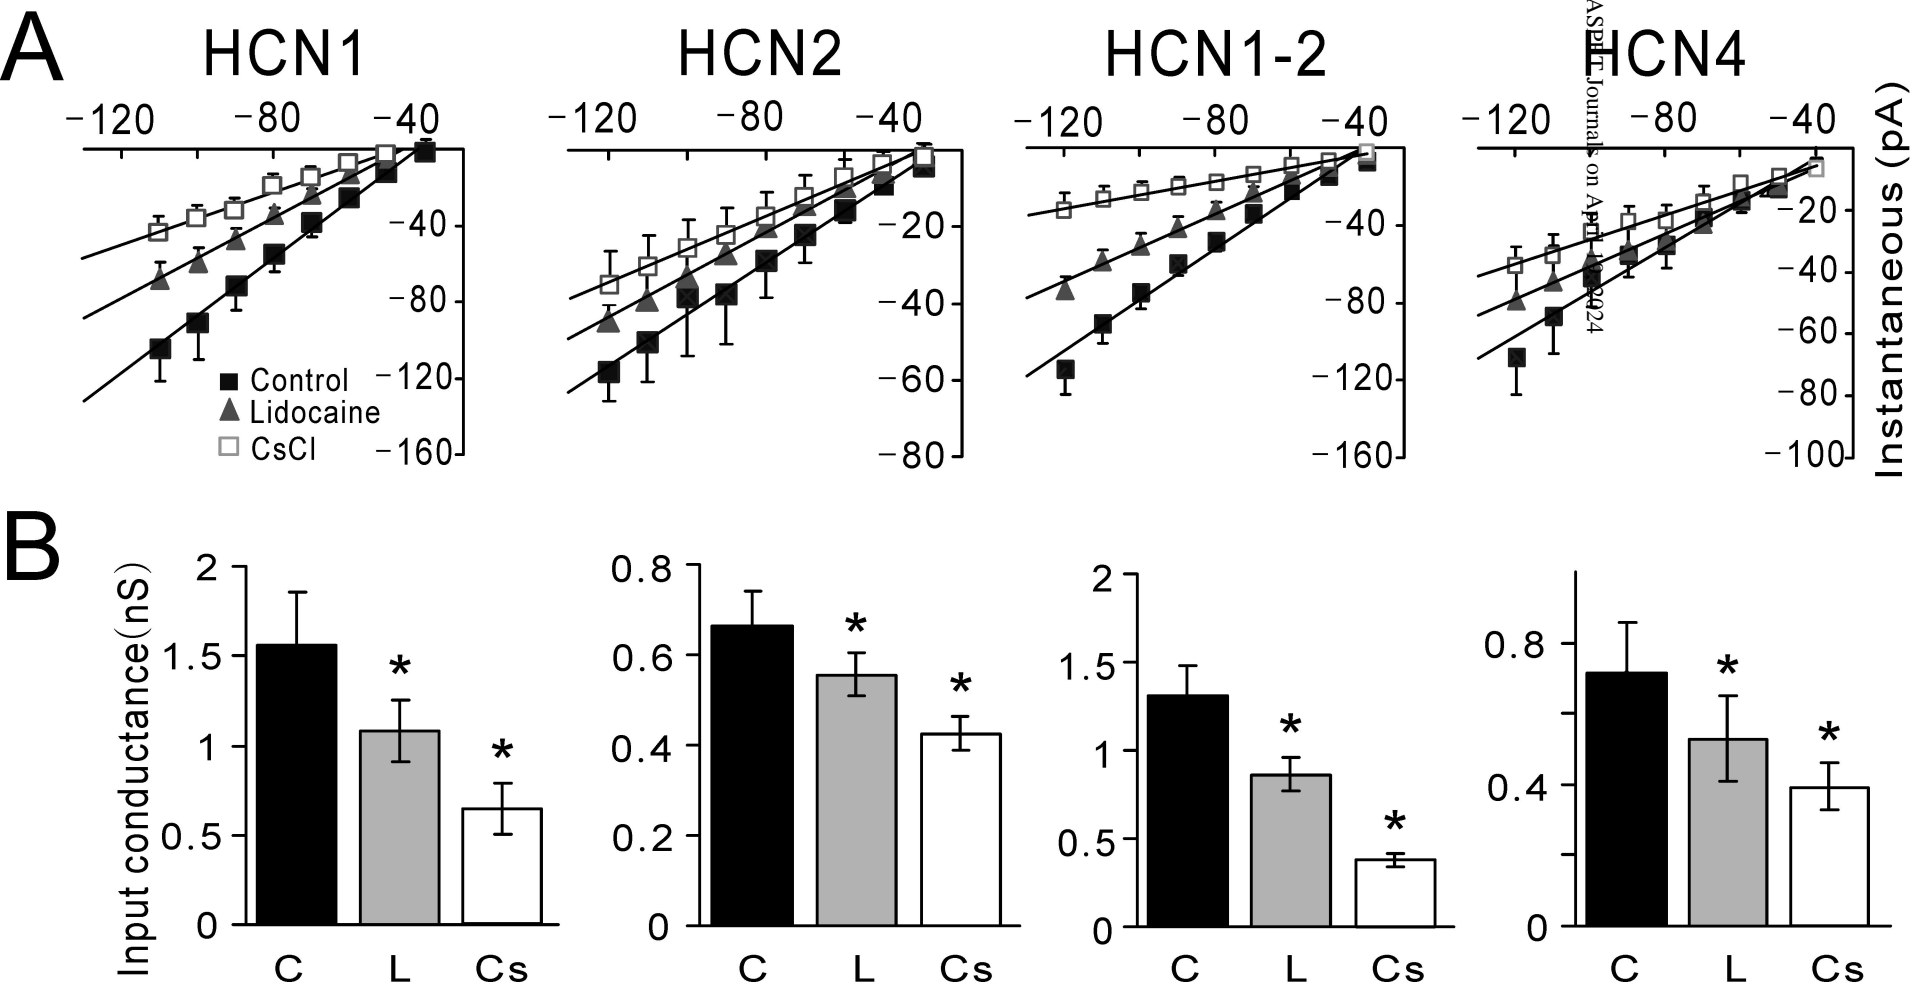 A
HCN1 HCN2 HCN1-2 HCN4
−120 −80 −40
−40
−80
−120
−160
Control
Lidocaine
CsCl
−120 −80 −40
−20
−40
−60
−80
−120 −80 −40
−40
−80
−120
−160
−120 −80 −40
−20
−40
−60
−80
−100
Instantaneous (pA)
B
Input conductance(nS)
2
1.5
1
0.5
0
* *
C L Cs
0.8
0.6
0.4
0.2
0
* *
C L Cs
2
1.5
1
0.5
0
* *
C L Cs
0.8
0.4
0
* *
C L Cs